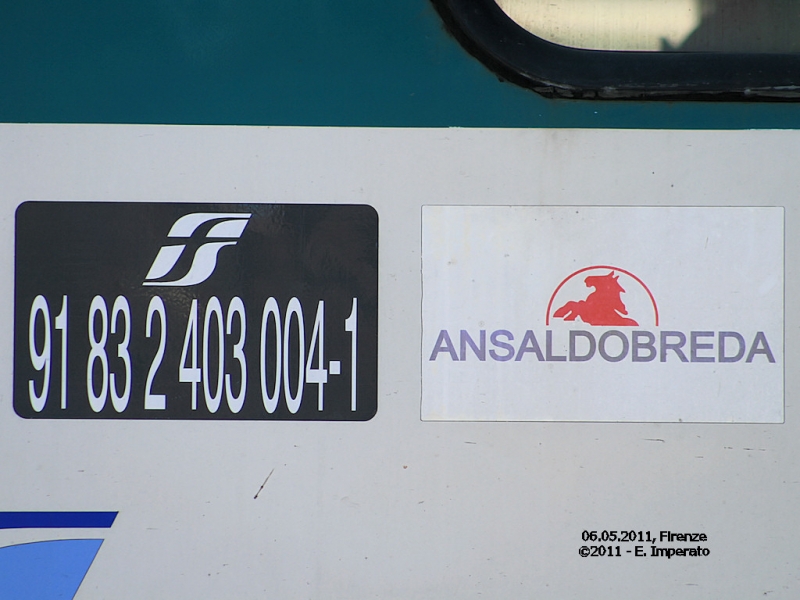 91 83 2 403 004-1
ANSALDOBREDA
06.05.2011, Firenze
©2011 - E. Imperato